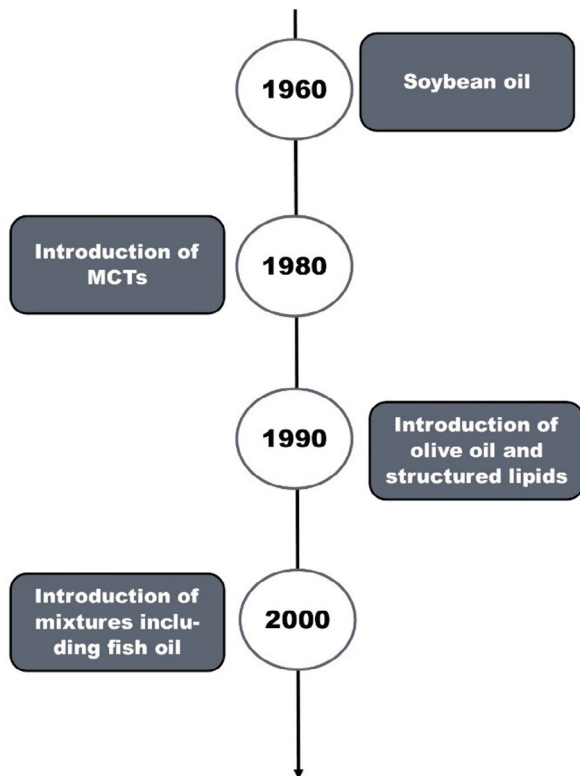 1960
Soybean oil
Introduction of
MCTs
1980
1990
Introduction of
olive oil and
structured lipids
Introduction of
mixtures inclu-
ding fish oil
2000